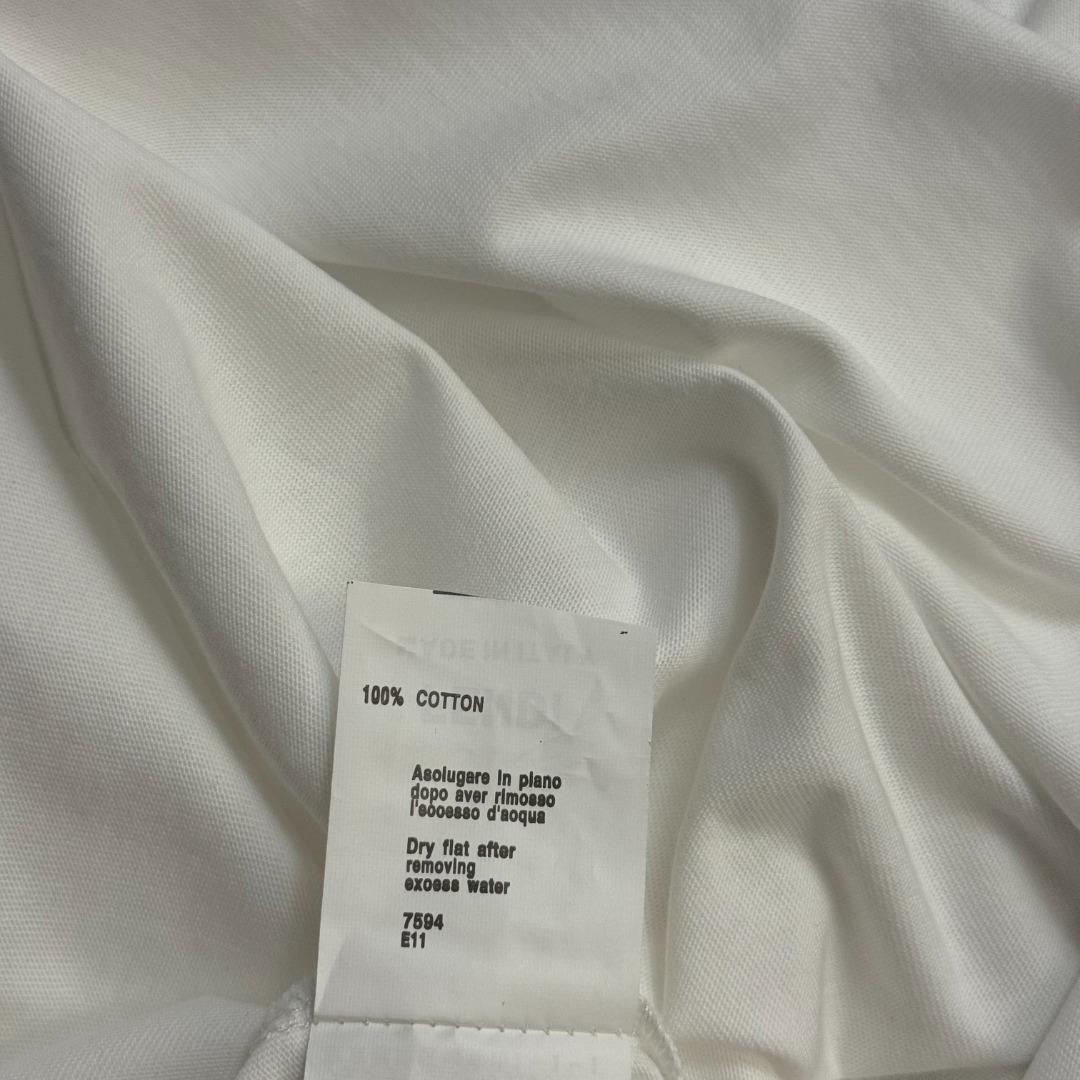 100% COTTON
Asciugare in piano
dopo aver rimosso
l'eccesso d'acqua
Dry flat after
removing
excess water
7594
E11